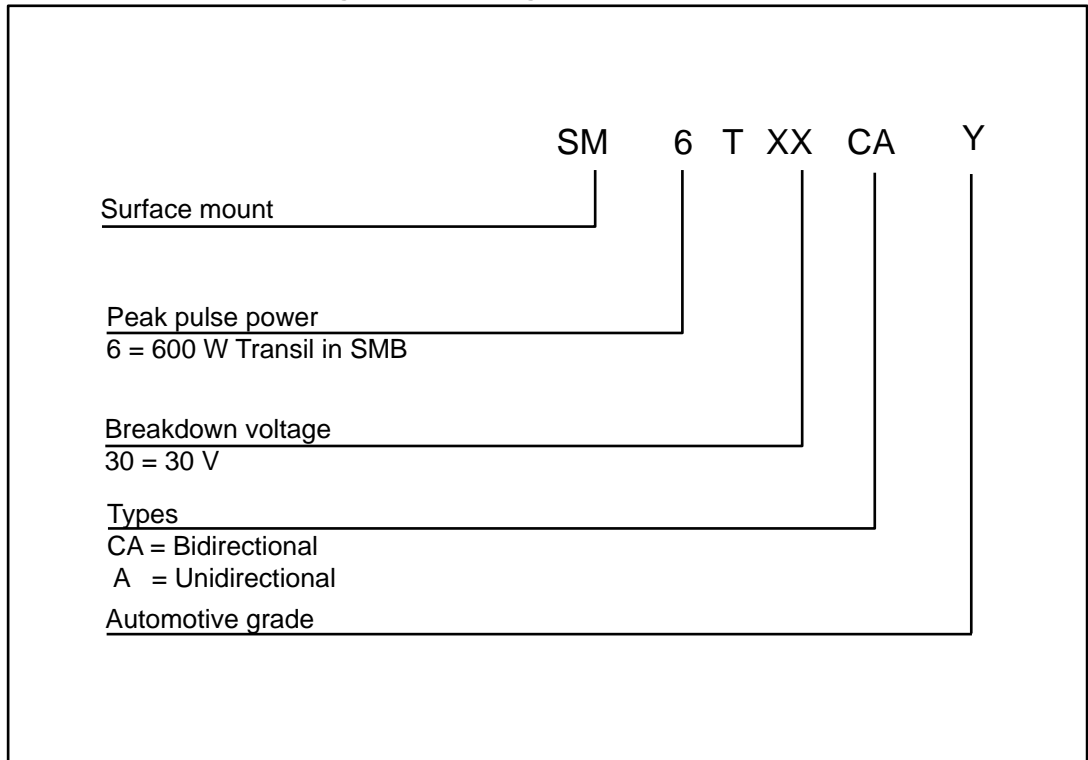 SM 6 T XX CA Y
Surface mount
Peak pulse power
6 = 600 W Transil in SMB
Breakdown voltage
30 = 30 V
Types
CA = Bidirectional
A = Unidirectional
Automotive grade